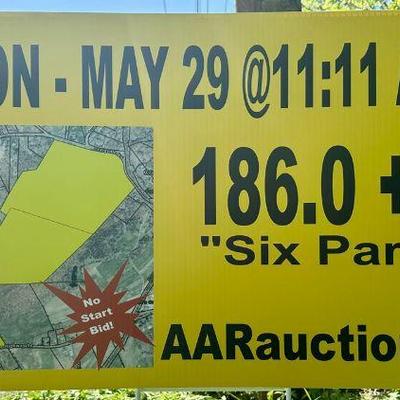 ON - MAY 29 @11:11 A
186.0 +
"Six Par
No
Start
Bid!
AARauctio